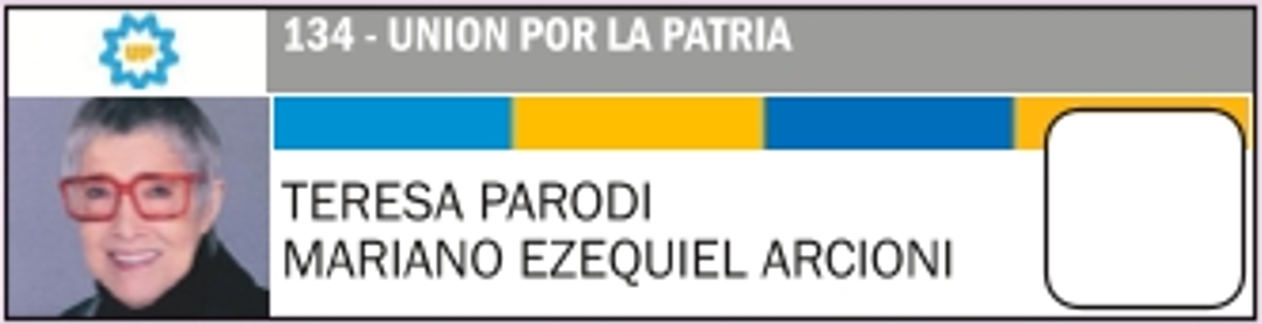 UP
134 - UNION POR LA PATRIA
TERESA PARODI
MARIANO EZEQUIEL ARCIONI